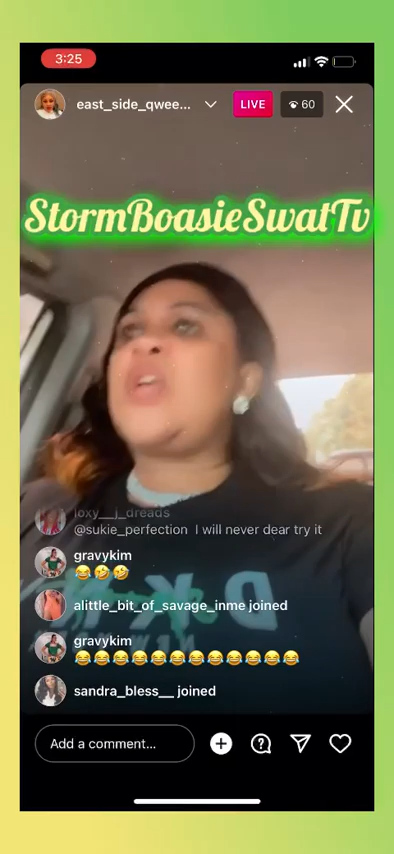 3:25
east_side_qwee...
LIVE
60
StormBoasieSwatTv
loxy__j_dreads
@sukie_perfection I will never dear try it
gravykim
😂🤣🤣
alittle_bit_of_savage_inme joined
gravykim
😂😂😂😂😂😂😂😂😂😂😂😂
sandra_bless__ joined
Add a comment...